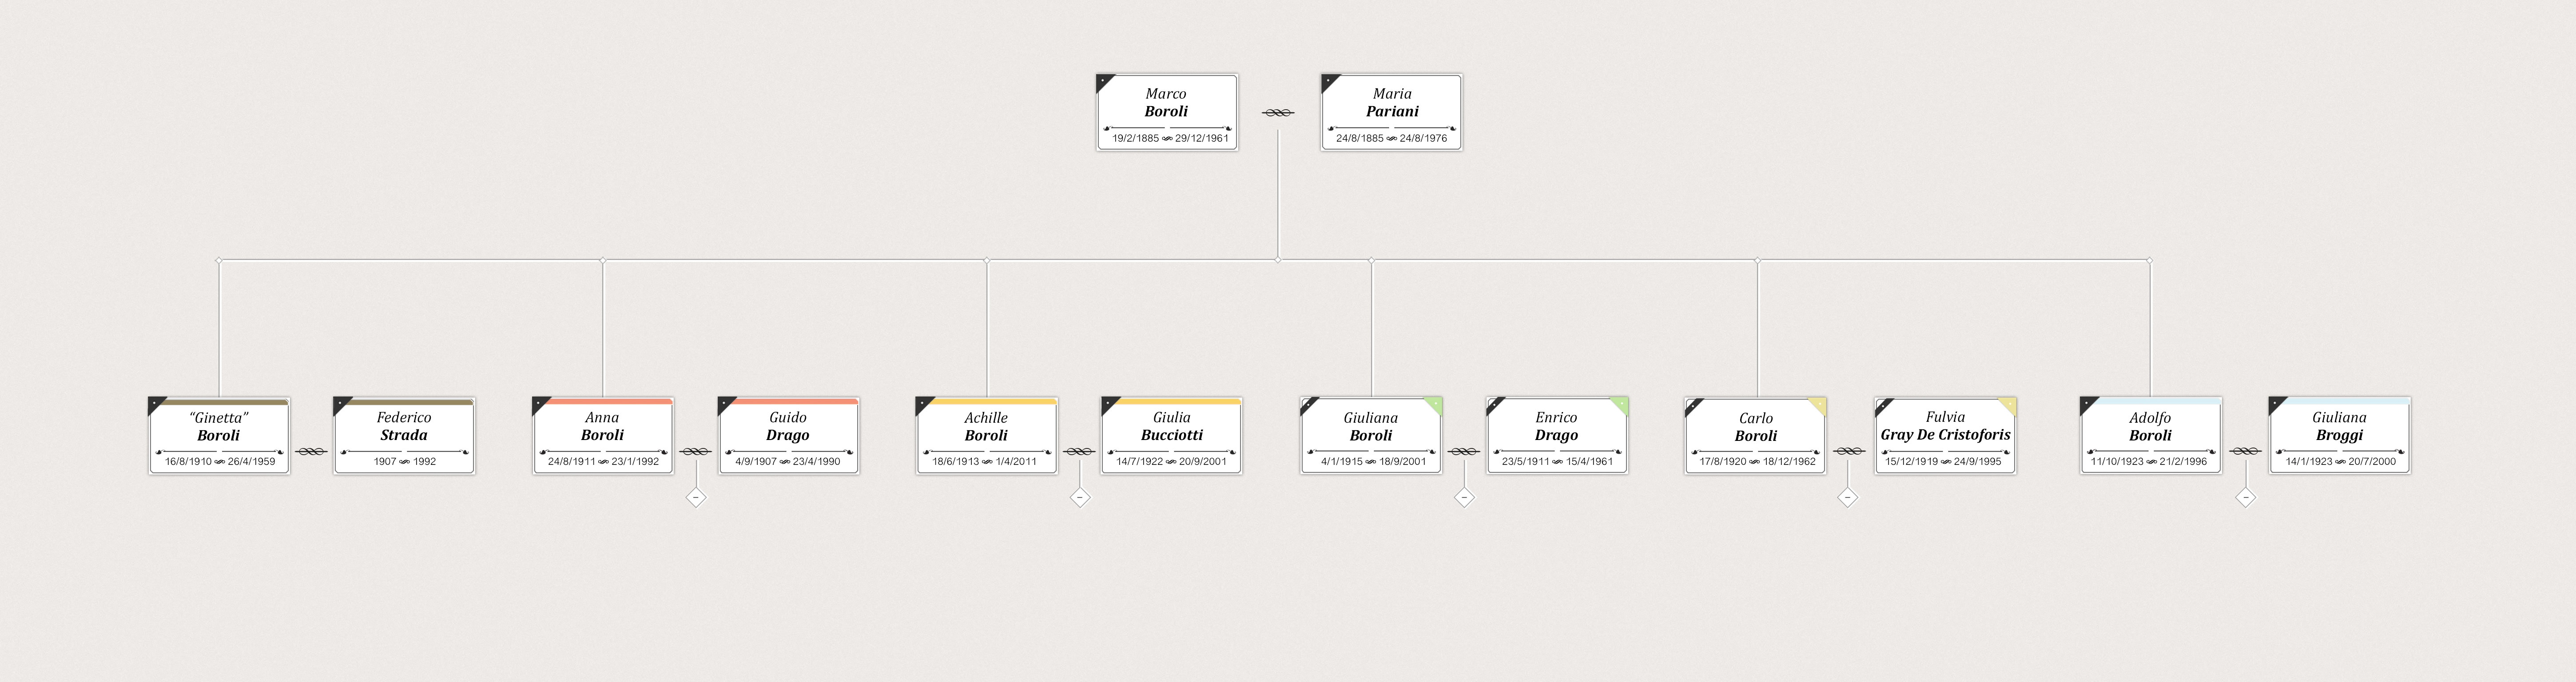 Marco
Boroli
19/2/1885 29/12/1961
Maria
Pariani
24/8/1885 24/8/1976
“Ginetta”
Boroli
16/8/1910 26/4/1959
Federico
Strada
1907 1992
Anna
Boroli
24/8/1911 23/1/1992
Guido
Drago
4/9/1907 23/4/1990
Achille
Boroli
18/6/1913 1/4/2011
Giulia
Bucciotti
14/7/1922 20/9/2001
Giuliana
Boroli
4/1/1915 18/9/2001
Enrico
Drago
23/5/1911 15/4/1961
Carlo
Boroli
17/8/1920 18/12/1962
Fulvia
Gray De Cristoforis
15/12/1919 24/9/1995
Adolfo
Boroli
11/10/1923 21/2/1996
Giuliana
Broggi
14/1/1923 20/7/2000